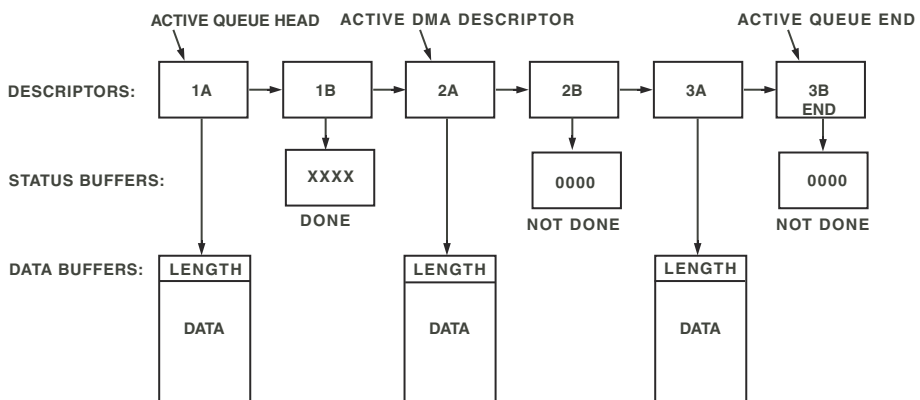 ACTIVE QUEUE HEAD ACTIVE DMA DESCRIPTOR ACTIVE QUEUE END
DESCRIPTORS: 1A 1B 2A 2B 3A 3B
END
STATUS BUFFERS: XXXX 0000 0000
DONE NOT DONE NOT DONE
DATA BUFFERS: LENGTH LENGTH LENGTH
DATA DATA DATA